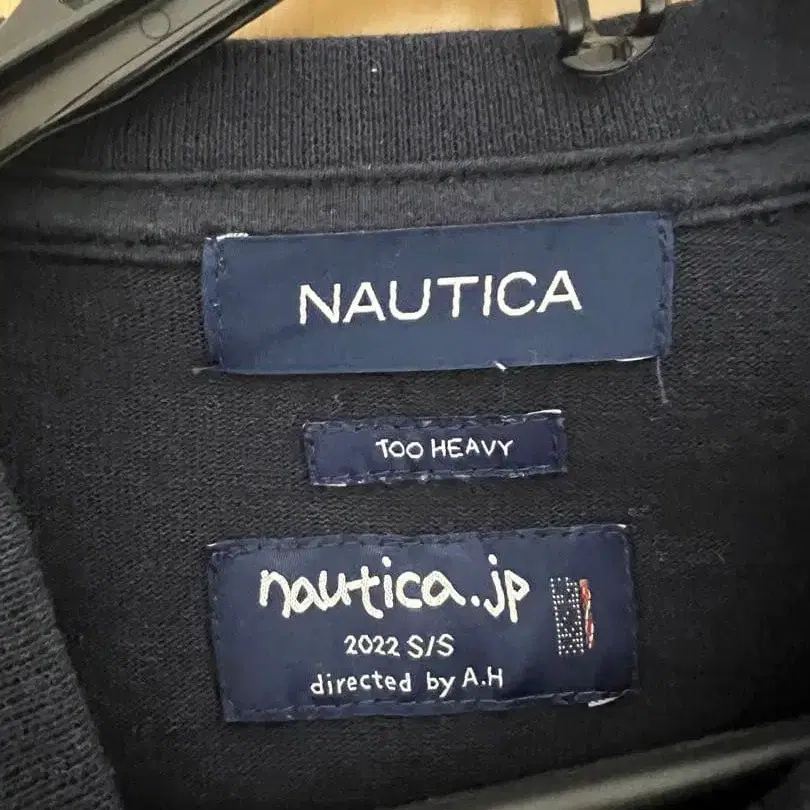 NAUTICA
TOO HEAVY
nautica.jp
2022 S/S
directed by A.H